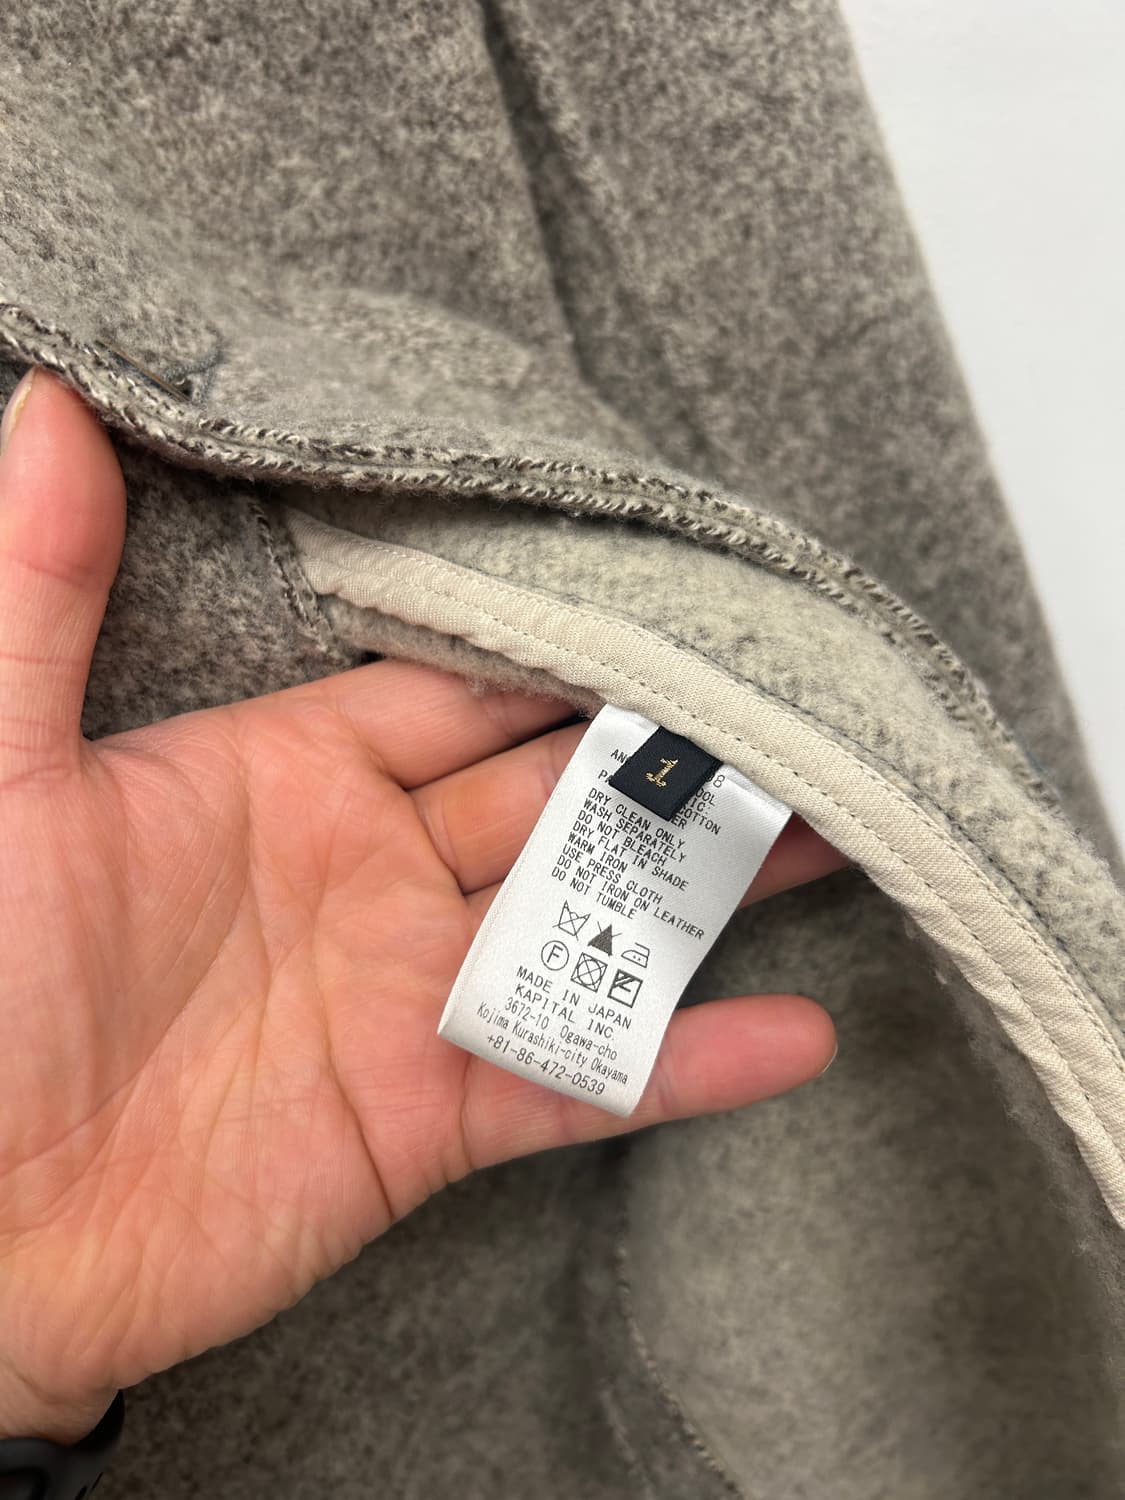 1
DRY CLEAN ONLY
WASH SEPARATELY
DO NOT BLEACH
DRY FLAT IN SHADE
WARM IRON
USE PRESS CLOTH
DO NOT IRON ON LEATHER
DO NOT TUMBLE
F
MADE IN JAPAN
KAPITAL INC.
3672-10 Ogawa-cho
Kojima Kurashiki-city Okayama
+81-86-472-0539